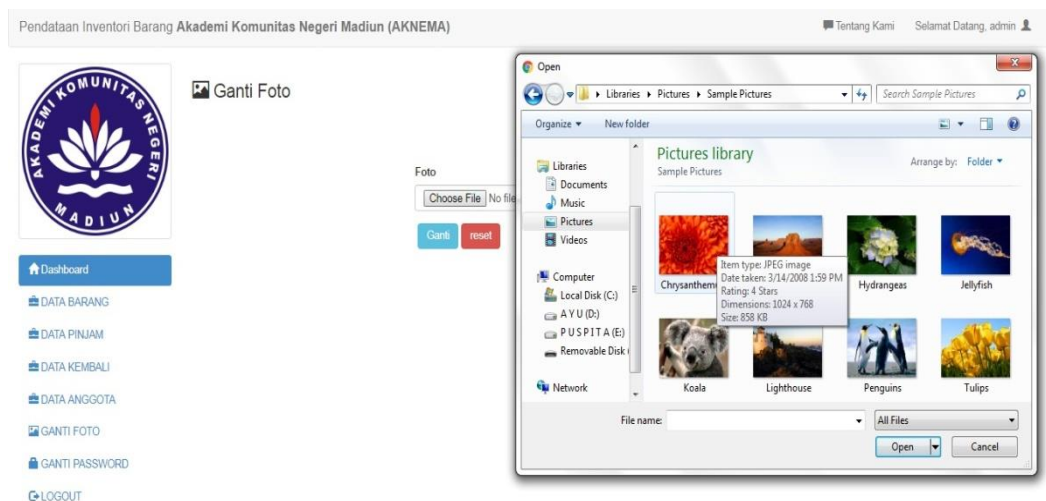 Pendataan Inventori Barang Akademi Komunitas Negeri Madiun (AKNEMA)
Tentang Kami
Selamat Datang, admin
AKADEMI KOMUNITAS NEGERI
MADIUN
Ganti Foto
Foto
Choose File No file
Ganti
reset
Dashboard
DATA BARANG
DATA PINJAM
DATA KEMBALI
DATA ANGGOTA
GANTI FOTO
GANTI PASSWORD
LOGOUT
Open
Libraries
Pictures
Sample Pictures
Search Sample Pictures
Organize
New folder
Libraries
Documents
Music
Pictures
Videos
Computer
Local Disk (C:)
A Y U (D:)
P U S P I T A (E:)
Removable Disk
Network
Pictures library
Sample Pictures
Arrange by: Folder
Chrysanthem
Hydrangeas
Jellyfish
Item type: JPEG image
Date taken: 3/14/2008 1:59 PM
Rating: 4 Stars
Dimensions: 1024 x 768
Size: 858 KB
Koala
Lighthouse
Penguins
Tulips
File name:
All Files
Open
Cancel